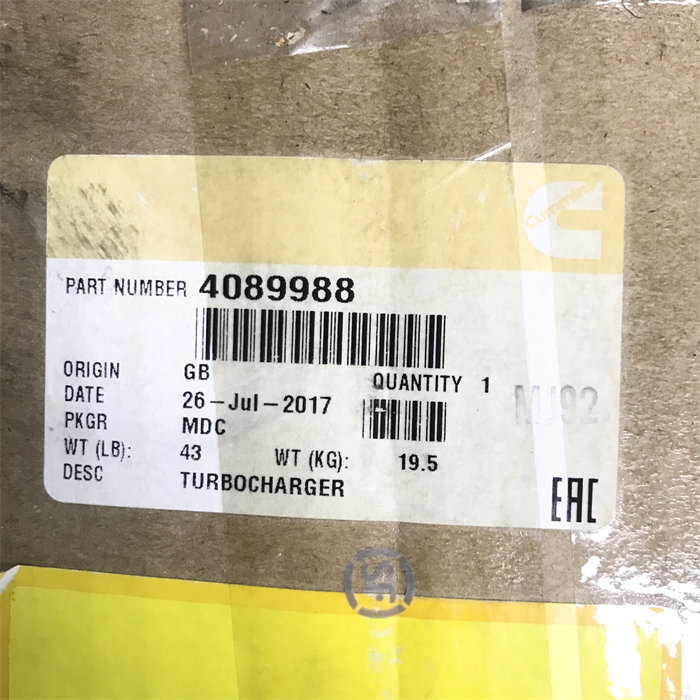 Cummins
PART NUMBER 4089988
ORIGIN GB
QUANTITY 1
DATE 26-Jul-2017
MJ92
PKGR MDC
WT (LB): 43 WT (KG): 19.5
DESC TURBOCHARGER
EAC